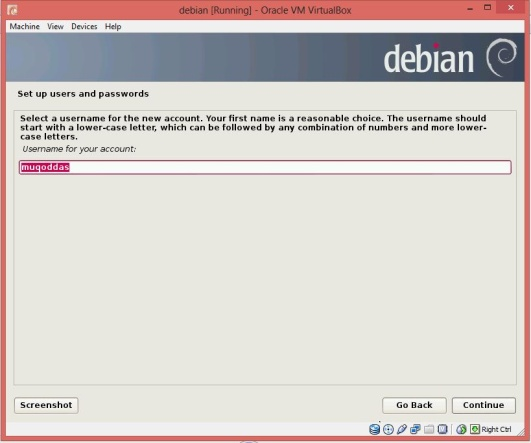 debian [Running] - Oracle VM VirtualBox
Machine View Devices Help
debian
Set up users and passwords
Select a username for the new account. Your first name is a reasonable choice. The username should
start with a lower-case letter, which can be followed by any combination of numbers and more lower-
case letters.
Username for your account:
muqoddas
Screenshot
Go Back Continue
Right Ctrl